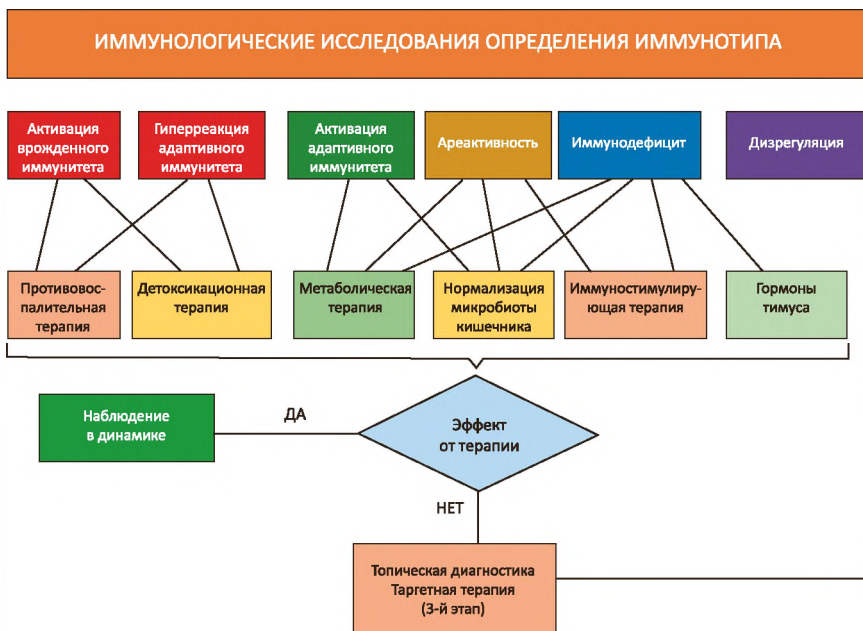 ИММУНОЛОГИЧЕСКИЕ ИССЛЕДОВАНИЯ ОПРЕДЕЛЕНИЯ ИММУНОТИПА
Активация
врожденного
иммунитета
Гиперреакция
адаптивного
иммунитета
Активация
адаптивного
иммунитета
Ареактивность
Иммунодефицит
Дизрегуляция
Противовос-
палительная
терапия
Детоксикационная
терапия
Метаболическая
терапия
Нормализация
микробиоты
кишечника
Иммуностимулиру-
ющая терапия
Гормоны
тимуса
Наблюдение
в динамике
ДА
Эффект
от терапии
НЕТ
Топическая диагностика
Таргетная терапия
(3-й этап)